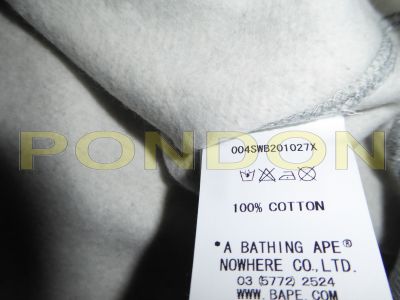 004SWB201027X
PONDON
100% COTTON
*A BATHING APE®
NOWHERE CO.,LTD.
03(5772)2524
WWW.BAPE.COM